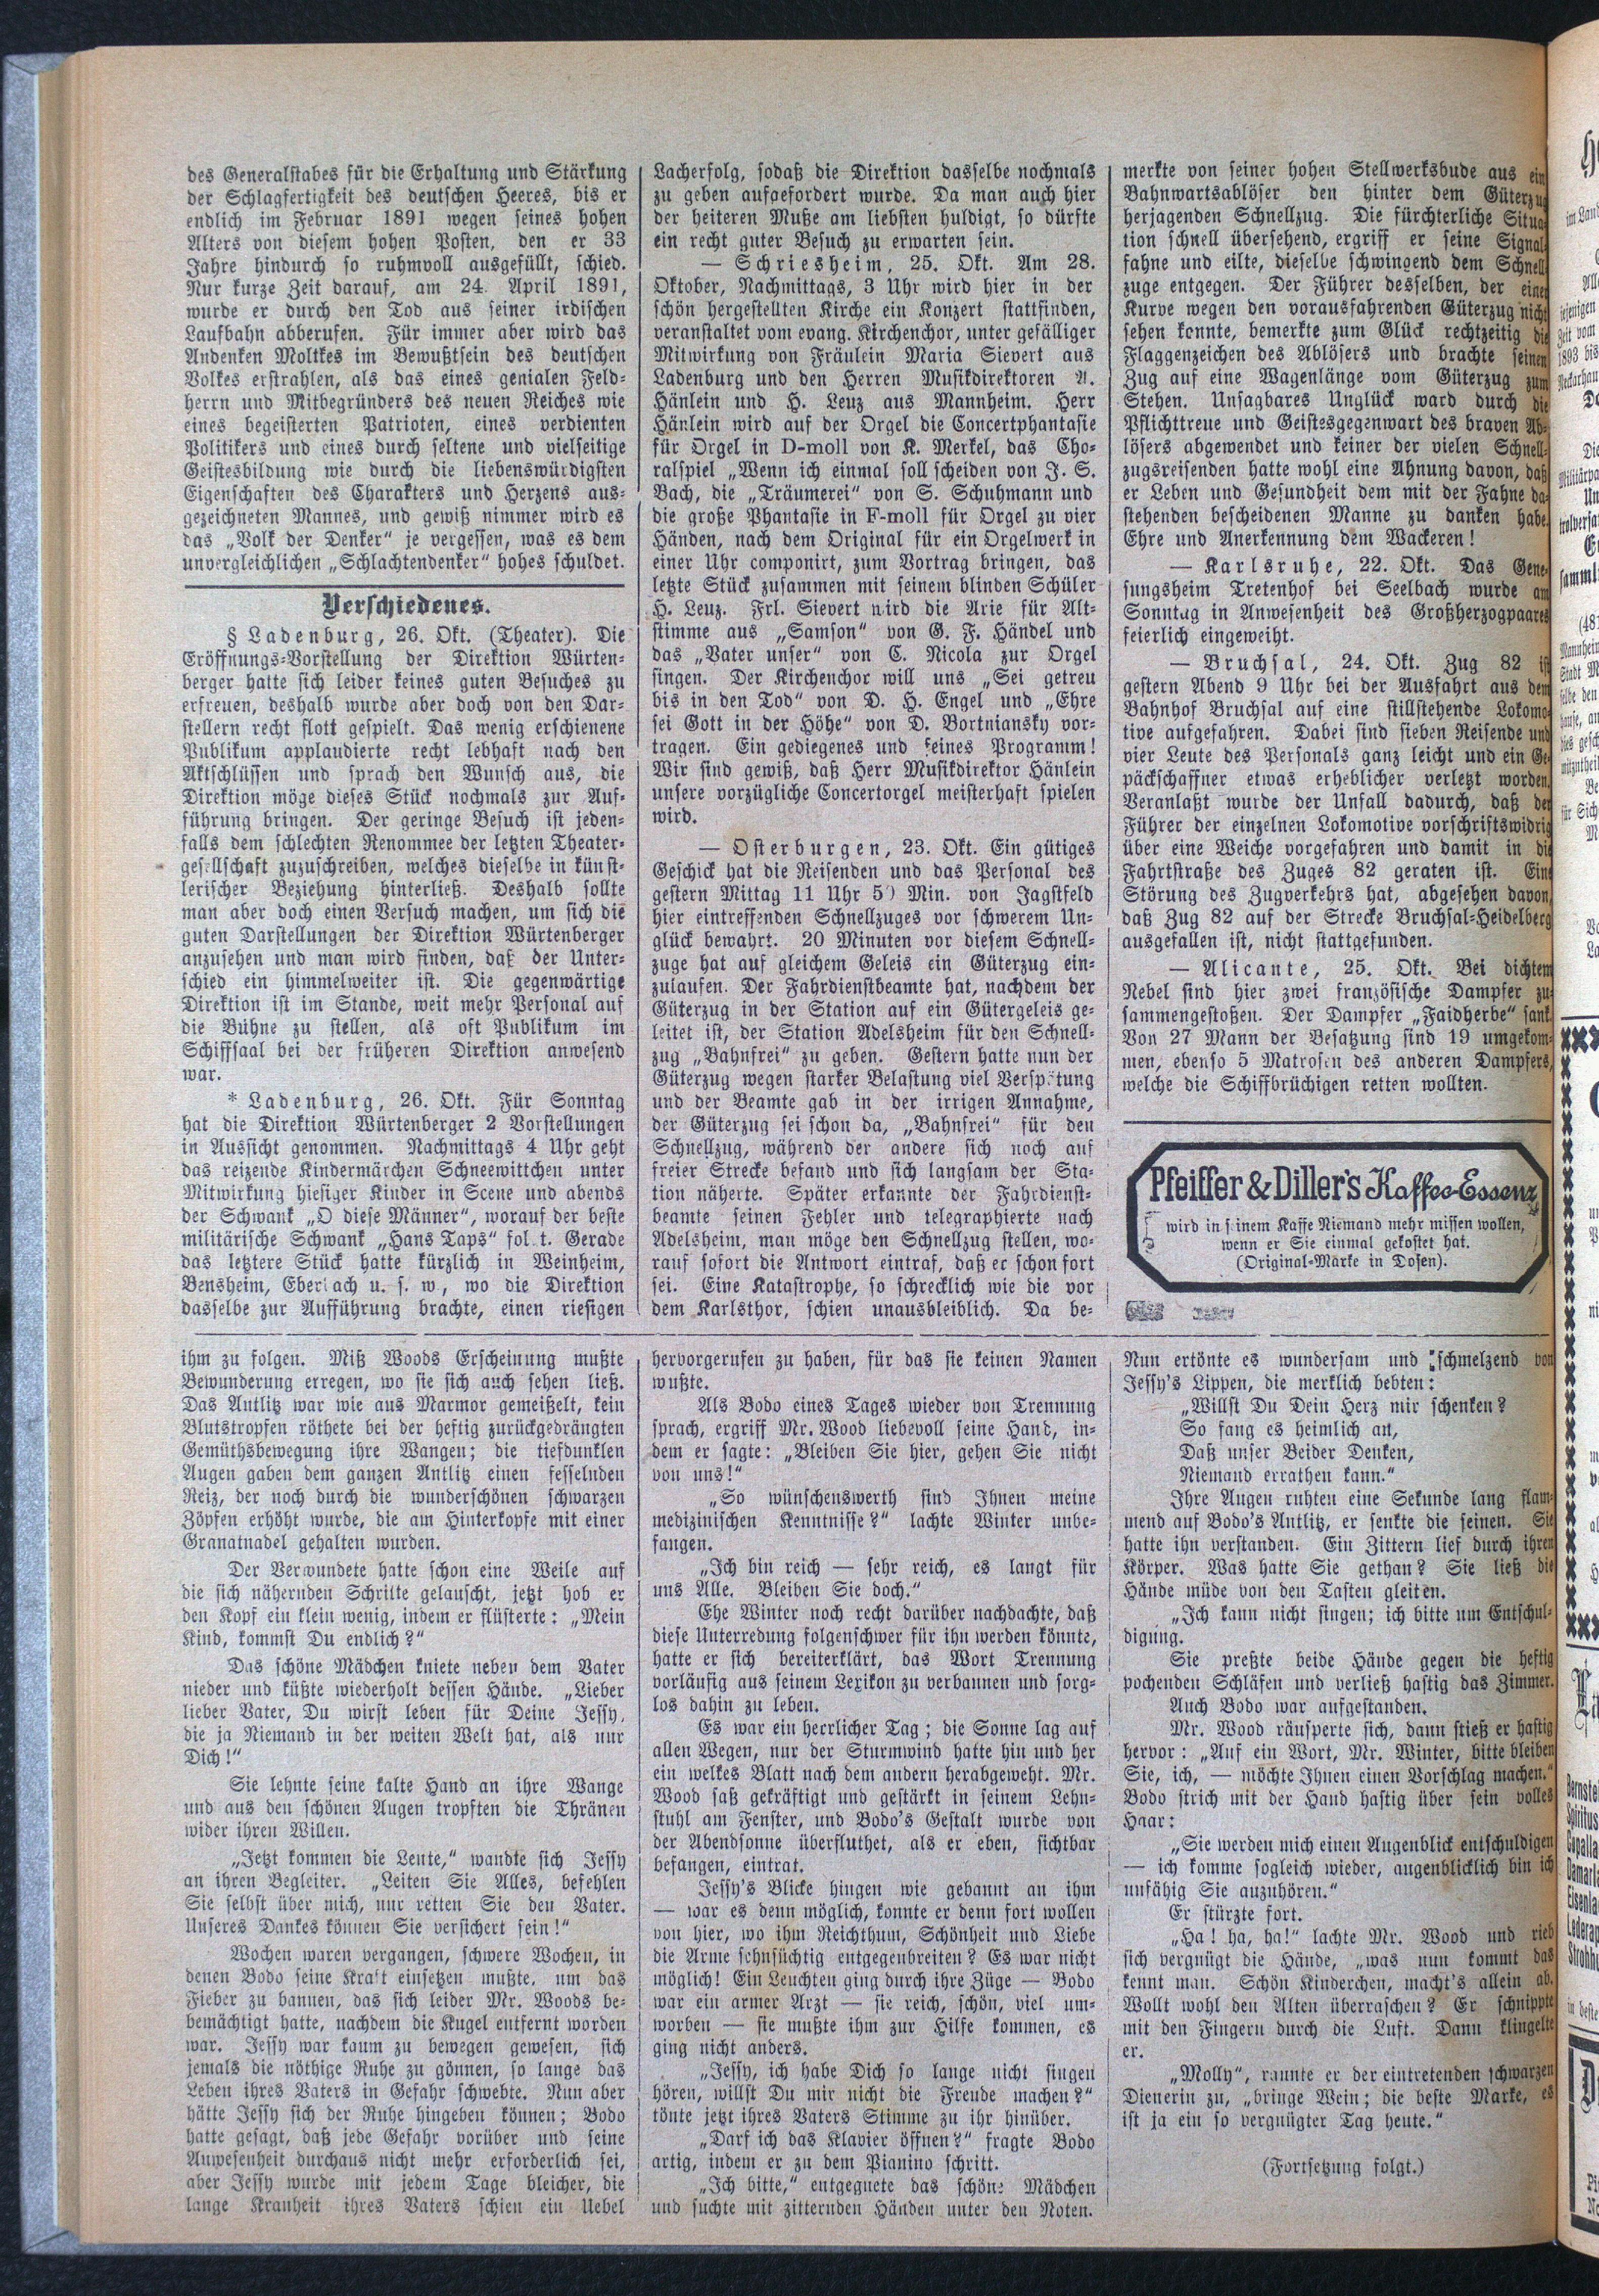 des Generalstabes für die Erhaltung und Stärkung
der Schlagfertigkeit des deutschen Heeres, bis er
endlich im Februar 1891 wegen seines hohen
Alters von diesem hohen Posten, den er 33
Jahre hindurch so ruhmvoll ausgefüllt, schied.
Nur kurze Zeit darauf, am 24. April 1891,
wurde er durch den Tod aus seiner irdischen
Laufbahn abberufen. Für immer aber wird das
Andenken Moltkes im Bewußtsein des deutschen
Volkes erstrahlen, als das eines genialen Feld-
herrn und Mitbegründers des neuen Reiches wie
eines begeisterten Patrioten, eines verdienten
Politikers und eines durch seltene und vielseitige
Geistesbildung wie durch die liebenswürdigsten
Eigenschaften des Charakters und Herzens aus-
gezeichneten Mannes, und gewiß nimmer wird es
das „Volk der Denker“ je vergessen, was es dem
unvergleichlichen „Schlachtendenker“ hohes schuldet.
Verschiedenes.
§ Ladenburg, 26. Okt. (Theater). Die
Eröffnungs-Vorstellung der Direktion Würten-
berger hatte sich leider keines guten Besuches zu
erfreuen, deshalb wurde aber doch von den Dar-
stellern recht flott gespielt. Das wenig erschienene
Publikum applaudierte recht lebhaft nach den
Aktschlüssen und sprach den Wunsch aus, die
Direktion möge dieses Stück nochmals zur Auf-
führung bringen. Der geringe Besuch ist jeden-
falls dem schlechten Renommee der letzten Theater-
gesellschaft zuzuschreiben, welches dieselbe in künst-
lerischer Beziehung hinterließ. Deshalb sollte
man aber doch einen Versuch machen, um sich die
guten Darstellungen der Direktion Würtenberger
anzusehen und man wird finden, daß der Unter-
schied ein himmelweiter ist. Die gegenwärtige
Direktion ist im Stande, weit mehr Personal auf
die Bühne zu stellen, als oft Publikum im
Schiffsaal bei der früheren Direktion anwesend
war.
* Ladenburg, 26. Okt. Für Sonntag
hat die Direktion Würtenberger 2 Vorstellungen
in Aussicht genommen. Nachmittags 4 Uhr geht
das reizende Kindermärchen Schneewittchen unter
Mitwirkung hiesiger Kinder in Scene und abends
der Schwank „O diese Männer“, worauf der beste
militärische Schwank „Hans Taps“ fol t. Gerade
das letztere Stück hatte kürzlich in Weinheim,
Bensheim, Eberbach u. s. w., wo die Direktion
dasselbe zur Aufführung brachte, einen riesigen
Lacherfolg, sodaß die Direktion dasselbe nochmals
zu geben aufgefordert wurde. Da man auch hier
der heiteren Muße am liebsten huldigt, so dürfte
ein recht guter Besuch zu erwarten sein.
— Schriesheim, 25. Okt. Am 28.
Oktober, Nachmittags, 3 Uhr wird hier in der
schön hergestellten Kirche ein Konzert stattfinden,
veranstaltet vom evang. Kirchenchor, unter gefälliger
Mitwirkung von Fräulein Maria Sievert aus
Ladenburg und den Herren Musikdirektoren A.
Hänlein und H. Leuz aus Mannheim. Herr
Hänlein wird auf der Orgel die Concertphantasie
für Orgel in D-moll von K. Merkel, das Cho-
ralspiel „Wenn ich einmal soll scheiden von J. S.
Bach, die „Träumerei“ von S. Schuhmann und
die große Phantasie in F-moll für Orgel zu vier
Händen, nach dem Original für ein Orgelwerk in
einer Uhr componirt, zum Vortrag bringen, das
letzte Stück zusammen mit seinem blinden Schüler
H. Leuz. Frl. Sievert wird die Arie für Alt-
stimme aus „Samson“ von G. F. Händel und
das „Vater unser“ von C. Nicola zur Orgel
singen. Der Kirchenchor will uns „Sei getreu
bis in den Tod“ von D. H. Engel und „Ehre
sei Gott in der Höhe“ von D. Bortniansky vor-
tragen. Ein gediegenes und feines Programm!
Wir sind gewiß, daß Herr Musikdirektor Hänlein
unsere vorzügliche Concertorgel meisterhaft spielen
wird.
— Osterburgen, 23. Okt. Ein gütiges
Geschick hat die Reisenden und das Personal des
gestern Mittag 11 Uhr 50 Min. von Jagstfeld
hier eintreffenden Schnellzuges vor schwerem Un-
glück bewahrt. 20 Minuten vor diesem Schnell-
zuge hat auf gleichem Geleis ein Güterzug ein-
zulaufen. Der Fahrdienstbeamte hat, nachdem der
Güterzug in der Station auf ein Gütergeleis ge-
leitet ist, der Station Adelsheim für den Schnell-
zug „Bahnfrei“ zu geben. Gestern hatte nun der
Güterzug wegen starker Belastung viel Verspätung
und der Beamte gab in der irrigen Annahme,
der Güterzug sei schon da, „Bahnfrei“ für den
Schnellzug, während der andere sich noch auf
freier Strecke befand und sich langsam der Sta-
tion näherte. Später erkannte der Fahrdienst-
beamte seinen Fehler und telegraphierte nach
Adelsheim, man möge den Schnellzug stellen, wo-
rauf sofort die Antwort eintraf, daß er schon fort
sei. Eine Katastrophe, so schrecklich wie die vor
dem Karlsthor, schien unausbleiblich. Da be-
merkte von seiner hohen Stellwerksbude aus ein
Bahnwartsablöser den hinter dem Güterzug
herjagenden Schnellzug. Die fürchterliche Situa-
tion schnell übersehend, ergriff er seine Signal-
fahne und eilte, dieselbe schwingend dem Schnell-
zuge entgegen. Der Führer desselben, der einer
Kurve wegen den vorausfahrenden Güterzug nicht
sehen konnte, bemerkte zum Glück rechtzeitig die
Flaggenzeichen des Ablösers und brachte seinen
Zug auf eine Wagenlänge vom Güterzug zum
Stehen. Unsagbares Unglück ward durch die
Pflichttreue und Geistesgegenwart des braven Ab-
lösers abgewendet und keiner der vielen Schnell-
zugsreisenden hatte wohl eine Ahnung davon, daß
er Leben und Gesundheit dem mit der Fahne da-
stehenden bescheidenen Manne zu danken habe.
Ehre und Anerkennung dem Wackeren!
— Karlsruhe, 22. Okt. Das Gene-
sungsheim Tretenhof bei Seelbach wurde am
Sonntag in Anwesenheit des Großherzogpaares
feierlich eingeweiht.
— Bruchsal, 24. Okt. Zug 82 ist
gestern Abend 9 Uhr bei der Ausfahrt aus dem
Bahnhof Bruchsal auf eine stillstehende Lokomo-
tive aufgefahren. Dabei sind sieben Reisende und
vier Leute des Personals ganz leicht und ein Ge-
päckschaffner etwas erheblicher verletzt worden.
Veranlaßt wurde der Unfall dadurch, daß der
Führer der einzelnen Lokomotive vorschriftswidrig
über eine Weiche vorgefahren und damit in die
Fahrtstraße des Zuges 82 geraten ist. Eine
Störung des Zugverkehrs hat, abgesehen davon,
daß Zug 82 auf der Strecke Bruchsal-Heidelberg
ausgefallen ist, nicht stattgefunden.
— Alicante, 25. Okt. Bei dichtem
Nebel sind hier zwei französische Dampfer zu-
sammengestoßen. Der Dampfer „Faidherbe“ sank.
Von 27 Mann der Besatzung sind 19 umgekom-
men, ebenso 5 Matrosen des anderen Dampfers,
welche die Schiffbrüchigen retten wollten.
Pfeiffer & Diller's Kaffee-Essenz
wird in seinem Kaffe Niemand mehr missen wollen,
wenn er Sie einmal gekostet hat.
(Original-Marke in Dosen).
ihm zu folgen. Miß Woods Erscheinung mußte
Bewunderung erregen, wo sie sich auch sehen ließ.
Das Antlitz war wie aus Marmor gemeißelt, kein
Blutstropfen röthete bei der heftig zurückgedrängten
Gemüthsbewegung ihre Wangen; die tiefdunklen
Augen gaben dem ganzen Antlitz einen fesselnden
Reiz, der noch durch die wunderschönen schwarzen
Zöpfen erhöht wurde, die am Hinterkopfe mit einer
Granatnadel gehalten wurden.
Der Verwundete hatte schon eine Weile auf
die sich nähernden Schritte gelauscht, jetzt hob er
den Kopf ein klein wenig, indem er flüsterte: „Mein
Kind, kommst Du endlich?“
Das schöne Mädchen kniete neben dem Vater
nieder und küßte wiederholt dessen Hände. „Lieber
lieber Vater, Du wirst leben für Deine Jessy,
die ja Niemand in der weiten Welt hat, als nur
Dich!“
Sie lehnte seine kalte Hand an ihre Wange
und aus den schönen Augen tropften die Thränen
wider ihren Willen.
„Jetzt kommen die Leute,“ wandte sich Jessy
an ihren Begleiter. „Leiten Sie Alles, befehlen
Sie selbst über mich, nur retten Sie den Vater.
Unseres Dankes können Sie versichert sein!“
Wochen waren vergangen, schwere Wochen, in
denen Bodo seine Kraft einsetzen mußte, um das
Fieber zu bannen, das sich leider Mr. Woods be-
bemächtigt hatte, nachdem die Kugel entfernt worden
war. Jessy war kaum zu bewegen gewesen, sich
jemals die nöthige Ruhe zu gönnen, so lange das
Leben ihres Vaters in Gefahr schwebte. Nun aber
hätte Jessy sich der Ruhe hingeben können; Bodo
hatte gesagt, daß jede Gefahr vorüber und seine
Anwesenheit durchaus nicht mehr erforderlich sei,
aber Jessy wurde mit jedem Tage bleicher, die
lange Krankheit ihres Vaters schien ein Uebel
hervorgerufen zu haben, für das sie keinen Namen
wußte.
Als Bodo eines Tages wieder von Trennung
sprach, ergriff Mr. Wood liebevoll seine Hand, in-
dem er sagte: „Bleiben Sie hier, gehen Sie nicht
von uns!“
„So wünschenswerth sind Ihnen meine
medizinischen Kenntnisse?“ lachte Winter unbe-
fangen.
„Ich bin reich — sehr reich, es langt für
uns Alle. Bleiben Sie doch.“
Ehe Winter noch recht darüber nachdachte, daß
diese Unterredung folgenschwer für ihn werden könnte,
hatte er sich bereiterklärt, das Wort Trennung
vorläufig aus seinem Lexikon zu verbannen und sorg-
los dahin zu leben.
Es war ein herrlicher Tag; die Sonne lag auf
allen Wegen, nur der Sturmwind hatte hin und her
ein welkes Blatt nach dem andern herabgeweht. Mr.
Wood saß gekräftigt und gestärkt in seinem Lehn-
stuhl am Fenster, und Bodo's Gestalt wurde von
der Abendsonne überfluthet, als er eben, sichtbar
befangen, eintrat.
Jessy's Blicke hingen wie gebannt an ihm
— war es denn möglich, konnte er denn fort wollen
von hier, wo ihm Reichthum, Schönheit und Liebe
die Arme sehnsüchtig entgegenbreiten? Es war nicht
möglich! Ein Leuchten ging durch ihre Züge — Bodo
war ein armer Arzt — sie reich, schön, viel um-
worben — sie mußte ihm zur Hilfe kommen, es
ging nicht anders.
„Jessy, ich habe Dich so lange nicht singen
hören, willst Du mir nicht die Freude machen?“
tönte jetzt ihres Vaters Stimme zu ihr hinüber.
„Darf ich das Klavier öffnen?“ fragte Bodo
artig, indem er zu dem Pianino schritt.
„Ich bitte,“ entgegnete das schöne Mädchen
und suchte mit zitternden Händen unter den Noten.
Nun ertönte es wundersam und schmelzend von
Jessy's Lippen, die merklich bebten:
„Willst Du Dein Herz mir schenken?
So fang es heimlich an,
Daß unser Beider Denken,
Niemand errathen kann.“
Ihre Augen ruhten eine Sekunde lang flam-
mend auf Bodo's Antlitz, er senkte die seinen. Sie
hatte ihn verstanden. Ein Zittern lief durch ihren
Körper. Was hatte Sie gethan? Sie ließ die
Hände müde von den Tasten gleiten.
„Ich kann nicht singen; ich bitte um Entschul-
digung.
Sie preßte beide Hände gegen die heftig
pochenden Schläfen und verließ hastig das Zimmer.
Auch Bodo war aufgestanden.
Mr. Wood räusperte sich, dann stieß er hastig
hervor: „Auf ein Wort, Mr. Winter, bitte bleiben
Sie, ich, — möchte Ihnen einen Vorschlag machen.“
Bodo strich mit der Hand hastig über sein volles
Haar:
„Sie werden mich einen Augenblick entschuldigen
— ich komme sogleich wieder, augenblicklich bin ich
unfähig Sie anzuhören.“
Er stürzte fort.
„Ha! ha, ha!“ lachte Mr. Wood und rieb
sich vergnügt die Hände, „was nun kommt das
kennt man. Schön Kinderchen, macht's allein ab.
Wollt wohl den Alten überraschen? Er schnippte
mit den Fingern durch die Luft. Dann klingelte
er.
„Molly“, raunte er der eintretenden schwarzen
Dienerin zu, „bringe Wein; die beste Marke, es
ist ja ein so vergnügter Tag heute.“
(Fortsetzung folgt.)